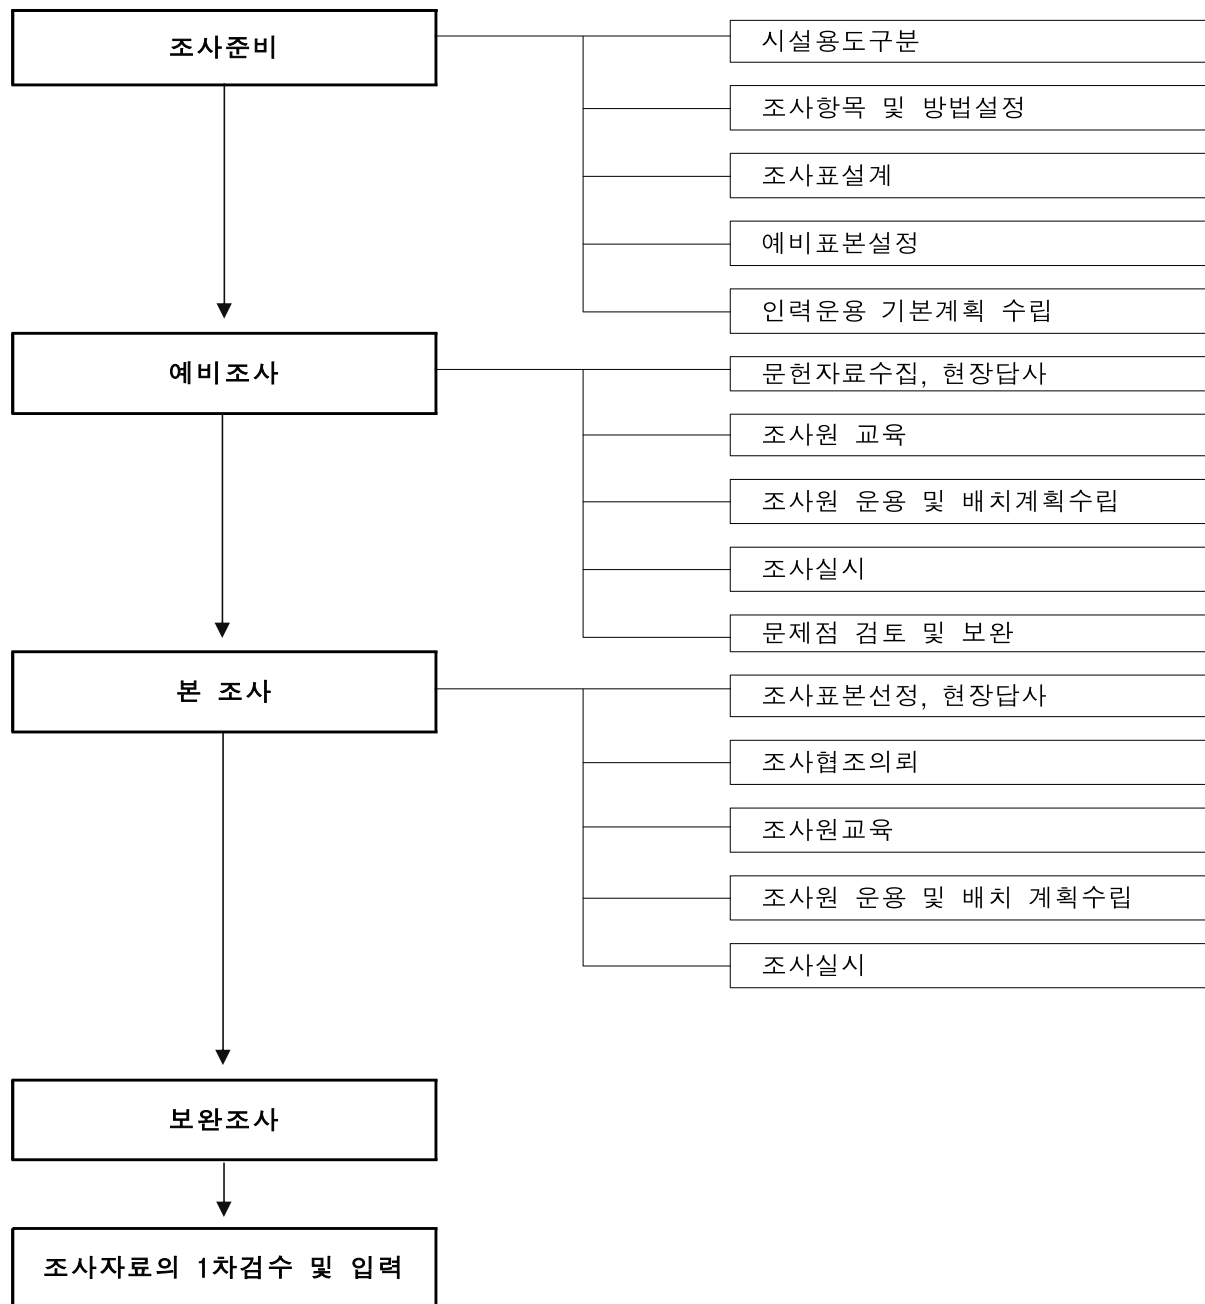 조사준비
시설용도구분
조사항목 및 방법설정
조사표설계
예비표본설정
인력운용 기본계획 수립
예비조사
문헌자료수집, 현장답사
조사원 교육
조사원 운용 및 배치계획수립
조사실시
문제점 검토 및 보완
본 조사
조사표본선정, 현장답사
조사협조의뢰
조사원교육
조사원 운용 및 배치 계획수립
조사실시
보완조사
조사자료의 1차검수 및 입력